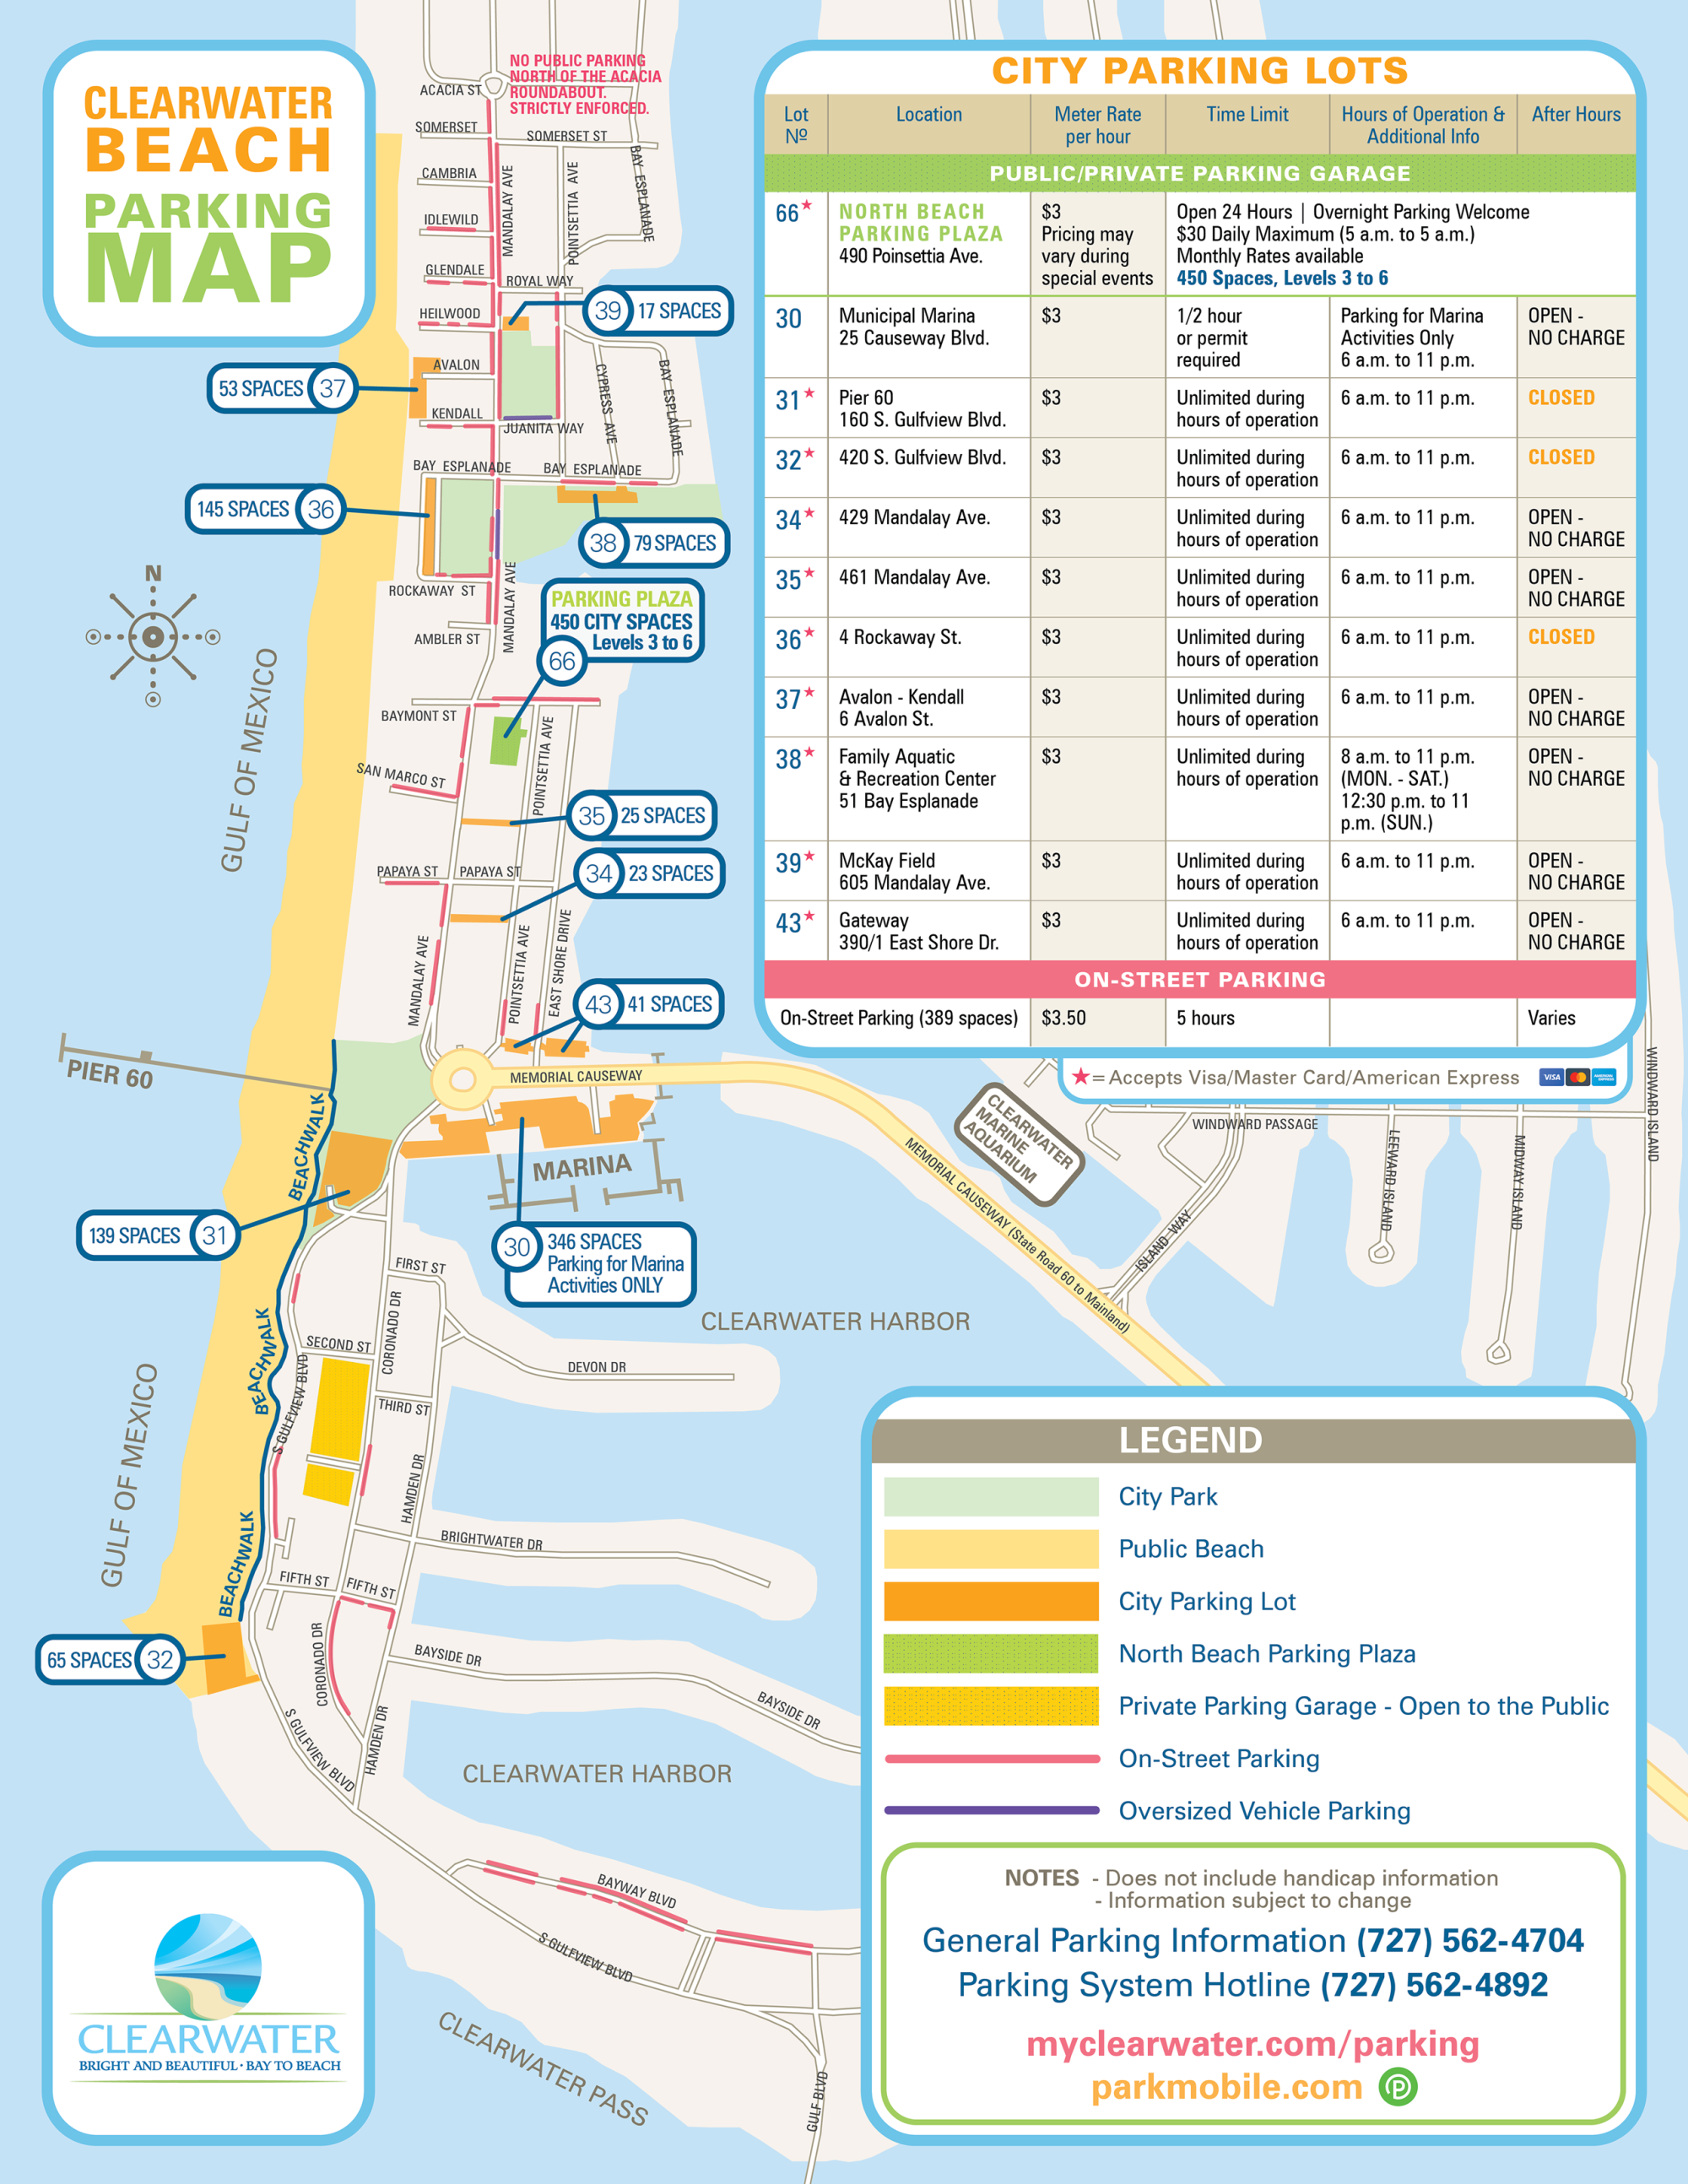 CLEARWATER
BEACH
PARKING
MAP
NO PUBLIC PARKING
NORTH OF THE ACACIA
ROUNDABOUT.
STRICTLY ENFORCED.
ACACIA ST
SOMERSET
SOMERSET ST
BAY ESPLANADE
CAMBRIA
MANDALAY AVE
POINTSETTIA AVE
IDLEWILD
GLENDALE
ROYAL WAY
HEILWOOD
39 17 SPACES
AVALON
53 SPACES 37
CYPRESS AVE
BAY ESPLANADE
KENDALL
JUANITA WAY
BAY ESPLANADE
BAY ESPLANADE
145 SPACES 36
38 79 SPACES
N
ROCKAWAY ST
MANDALAY AVE
PARKING PLAZA
450 CITY SPACES
Levels 3 to 6
66
AMBLER ST
GULF OF MEXICO
BAYMONT ST
POINTSETTIA AVE
SAN MARCO ST
35 25 SPACES
PAPAYA ST
PAPAYA ST
34 23 SPACES
MANDALAY AVE
POINTSETTIA AVE
EAST SHORE DRIVE
43 41 SPACES
PIER 60
MEMORIAL CAUSEWAY
BEACHWALK
MARINA
139 SPACES 31
30 346 SPACES
Parking for Marina
Activities ONLY
FIRST ST
CORONADO DR
CLEARWATER HARBOR
BEACHWALK
SECOND ST
DEVON DR
S GULFVIEW BLVD
THIRD ST
GULF OF MEXICO
HAMDEN DR
BEACHWALK
BRIGHTWATER DR
FIFTH ST
FIFTH ST
65 SPACES 32
CORONADO DR
BAYSIDE DR
BAYSIDE DR
S GULFVIEW BLVD
HAMDEN DR
CLEARWATER HARBOR
BAYWAY BLVD
S GULFVIEW BLVD
CLEARWATER PASS
GULF BLVD
CLEARWATER
BRIGHT AND BEAUTIFUL • BAY TO BEACH
CITY PARKING LOTS
Lot Nº Location Meter Rate per hour Time Limit Hours of Operation & Additional Info After Hours
PUBLIC/PRIVATE PARKING GARAGE
66★ NORTH BEACH $3 Open 24 Hours | Overnight Parking Welcome
PARKING PLAZA Pricing may $30 Daily Maximum (5 a.m. to 5 a.m.)
490 Poinsettia Ave. vary during Monthly Rates available
special events 450 Spaces, Levels 3 to 6
30 Municipal Marina $3 1/2 hour Parking for Marina OPEN -
25 Causeway Blvd. or permit Activities Only NO CHARGE
required 6 a.m. to 11 p.m.
31★ Pier 60 $3 Unlimited during 6 a.m. to 11 p.m. CLOSED
160 S. Gulfview Blvd. hours of operation
32★ 420 S. Gulfview Blvd. $3 Unlimited during 6 a.m. to 11 p.m. CLOSED
hours of operation
34★ 429 Mandalay Ave. $3 Unlimited during 6 a.m. to 11 p.m. OPEN -
hours of operation NO CHARGE
35★ 461 Mandalay Ave. $3 Unlimited during 6 a.m. to 11 p.m. OPEN -
hours of operation NO CHARGE
36★ 4 Rockaway St. $3 Unlimited during 6 a.m. to 11 p.m. CLOSED
hours of operation
37★ Avalon - Kendall $3 Unlimited during 6 a.m. to 11 p.m. OPEN -
6 Avalon St. hours of operation NO CHARGE
38★ Family Aquatic $3 Unlimited during 8 a.m. to 11 p.m. OPEN -
& Recreation Center hours of operation (MON. - SAT.) NO CHARGE
51 Bay Esplanade 12:30 p.m. to 11
p.m. (SUN.)
39★ McKay Field $3 Unlimited during 6 a.m. to 11 p.m. OPEN -
605 Mandalay Ave. hours of operation NO CHARGE
43★ Gateway $3 Unlimited during 6 a.m. to 11 p.m. OPEN -
390/1 East Shore Dr. hours of operation NO CHARGE
ON-STREET PARKING
On-Street Parking (389 spaces) $3.50 5 hours Varies
★= Accepts Visa/Master Card/American Express VISA
CLEARWATER
MARINE
AQUARIUM
WINDWARD PASSAGE
WINDWARD ISLAND
LEEWARD ISLAND
MIDWAY ISLAND
ISLAND WAY
MEMORIAL CAUSEWAY (State Road 60 to Mainland)
LEGEND
City Park
Public Beach
City Parking Lot
North Beach Parking Plaza
Private Parking Garage - Open to the Public
On-Street Parking
Oversized Vehicle Parking
NOTES - Does not include handicap information
- Information subject to change
General Parking Information (727) 562-4704
Parking System Hotline (727) 562-4892
myclearwater.com/parking
parkmobile.com P